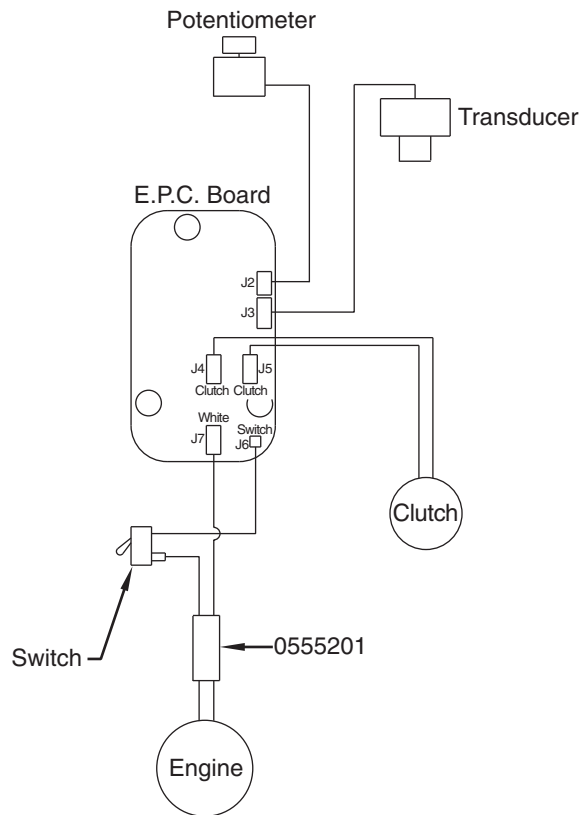 Potentiometer
Transducer
E.P.C. Board
J2
J3
J4
J5
Clutch
Clutch
White
Switch
J7
J6
Clutch
Switch
0555201
Engine